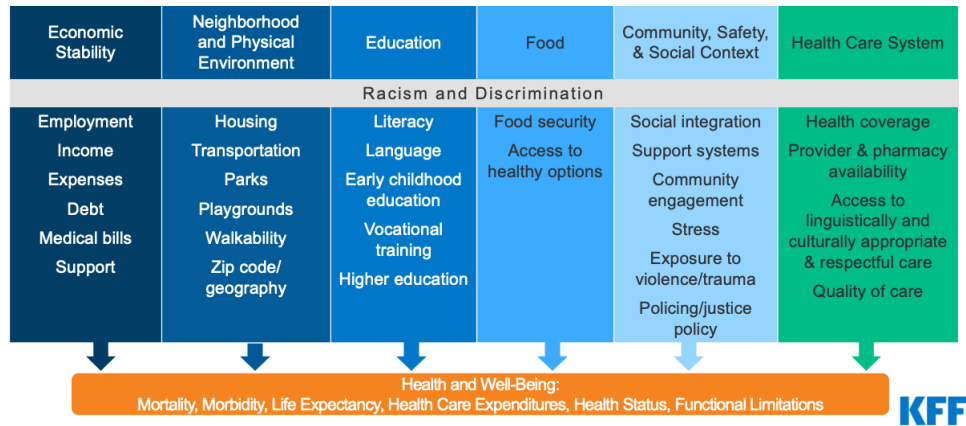 Economic
Stability
Neighborhood
and Physical
Environment
Education
Food
Community, Safety,
& Social Context
Health Care System
Racism and Discrimination
Employment
Income
Expenses
Debt
Medical bills
Support
Housing
Transportation
Parks
Playgrounds
Walkability
Zip code/
geography
Literacy
Language
Early childhood
education
Vocational
training
Higher education
Food security
Access to
healthy options
Social integration
Support systems
Community
engagement
Stress
Exposure to
violence/trauma
Policing/justice
policy
Health coverage
Provider & pharmacy
availability
Access to
linguistically and
culturally appropriate
& respectful care
Quality of care
Health and Well-Being:
Mortality, Morbidity, Life Expectancy, Health Care Expenditures, Health Status, Functional Limitations
KFF